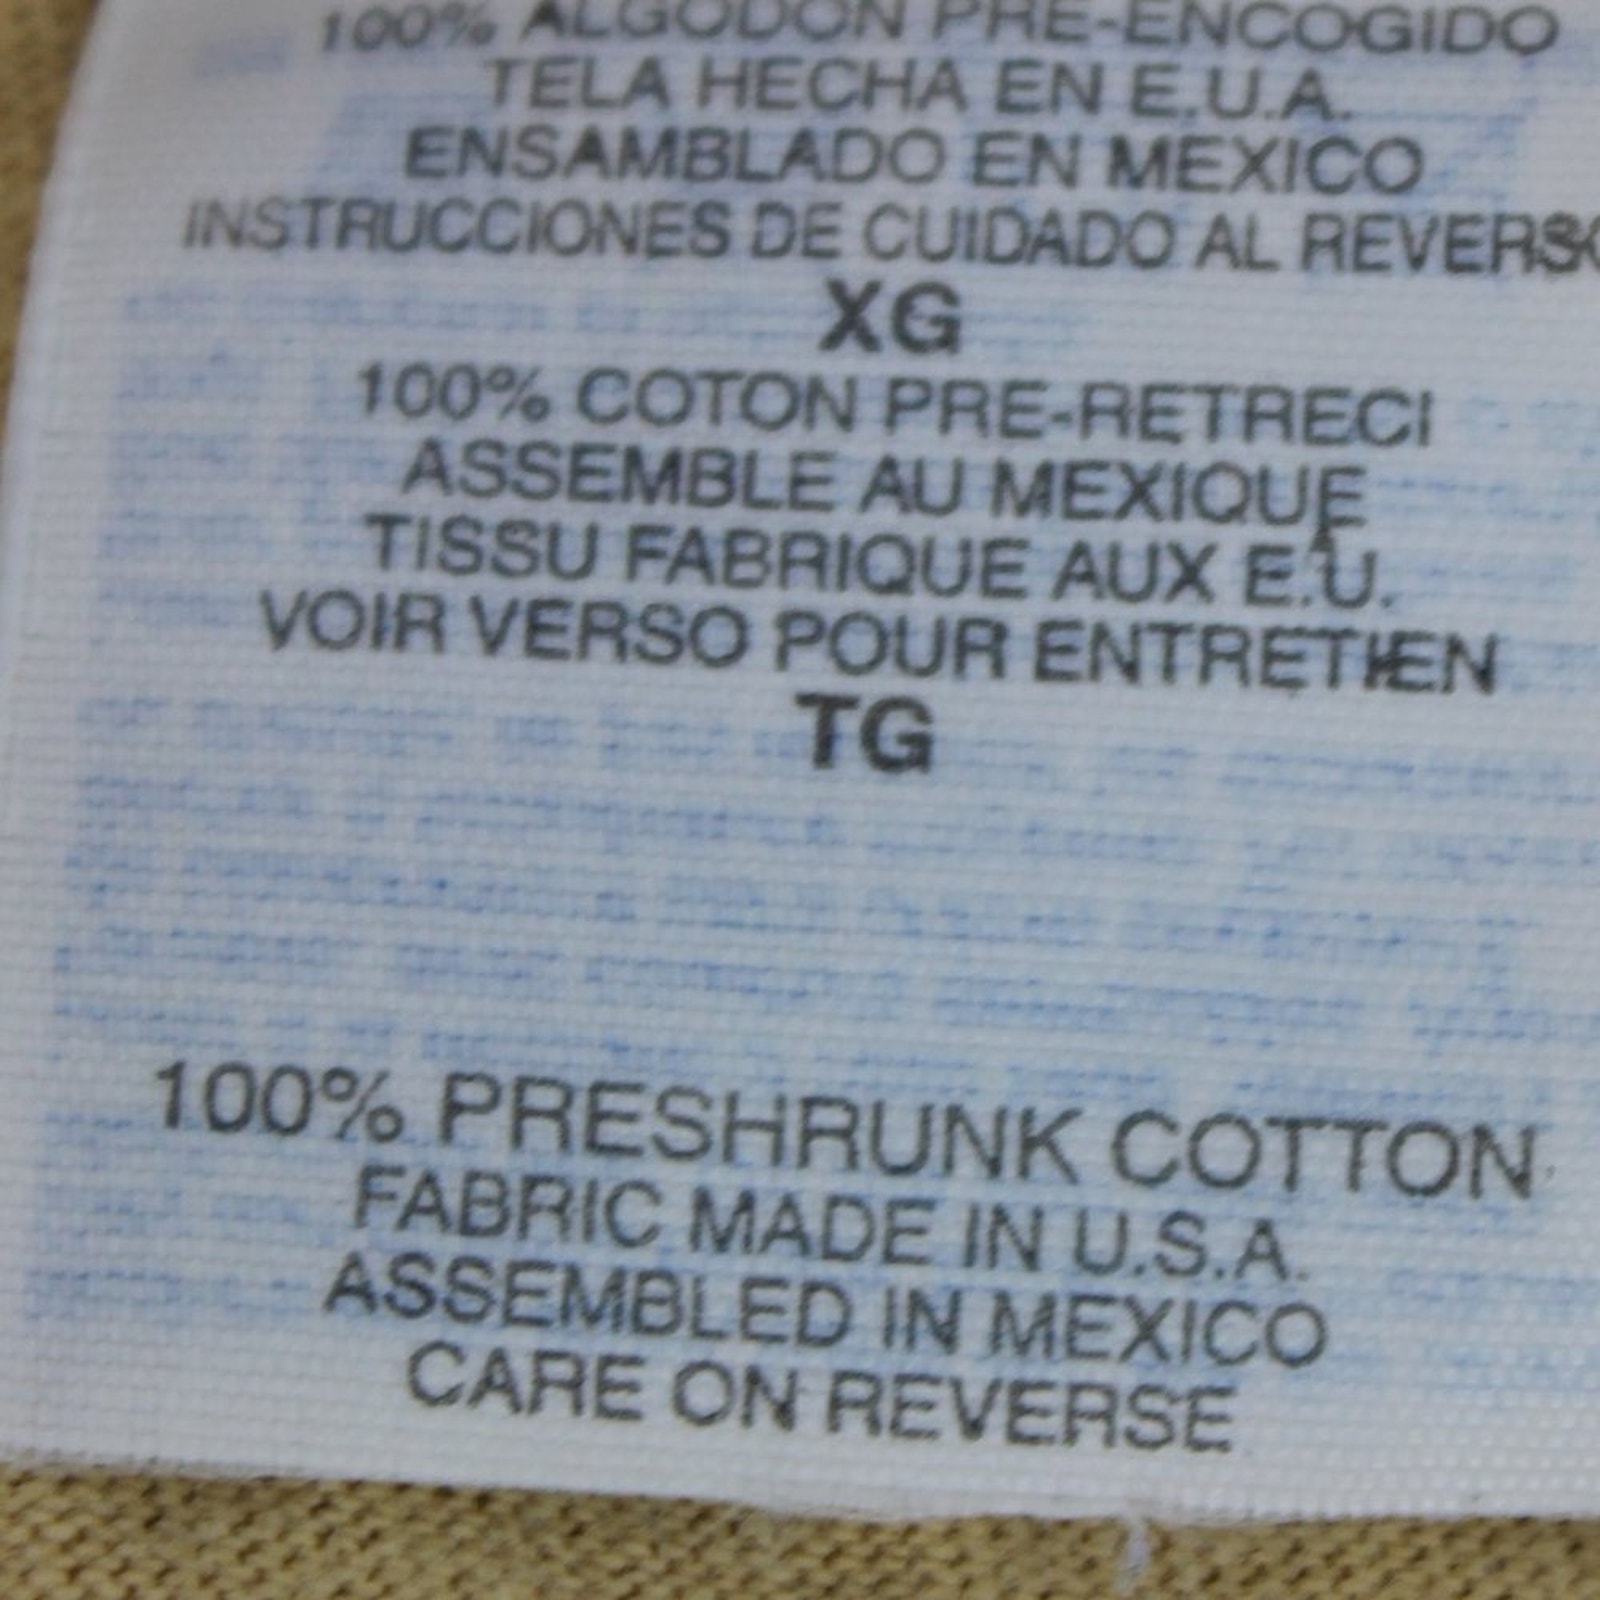 100% ALGODON PRE-ENCOGIDO
TELA HECHA EN E.U.A.
ENSAMBLADO EN MEXICO
INSTRUCCIONES DE CUIDADO AL REVERSO
XG
100% COTON PRE-RETRECI
ASSEMBLE AU MEXIQUE
TISSU FABRIQUE AUX E.U.
VOIR VERSO POUR ENTRETIEN
TG
100% PRESHRUNK COTTON
FABRIC MADE IN U.S.A.
ASSEMBLED IN MEXICO
CARE ON REVERSE